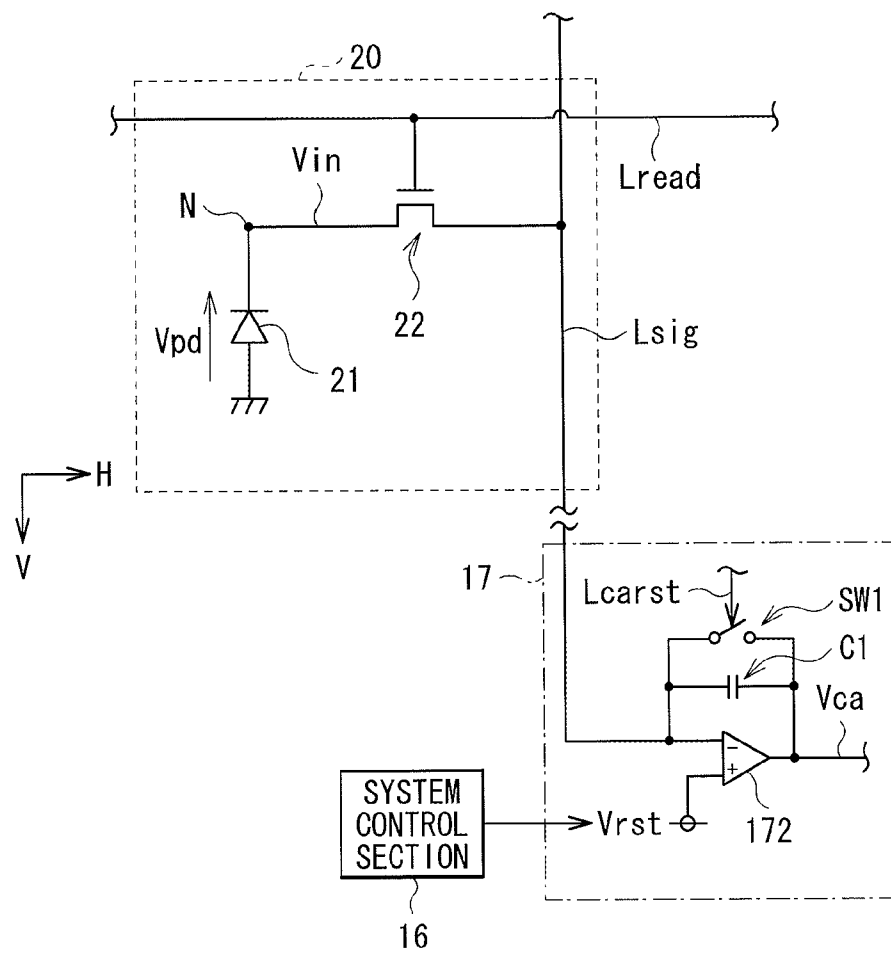 20
Vin
Lread
N
22
Vpd
21
Lsig
H
V
17
Lcarst
SW1
C1
Vca
−
+
SYSTEM
CONTROL
SECTION
Vrst
172
16